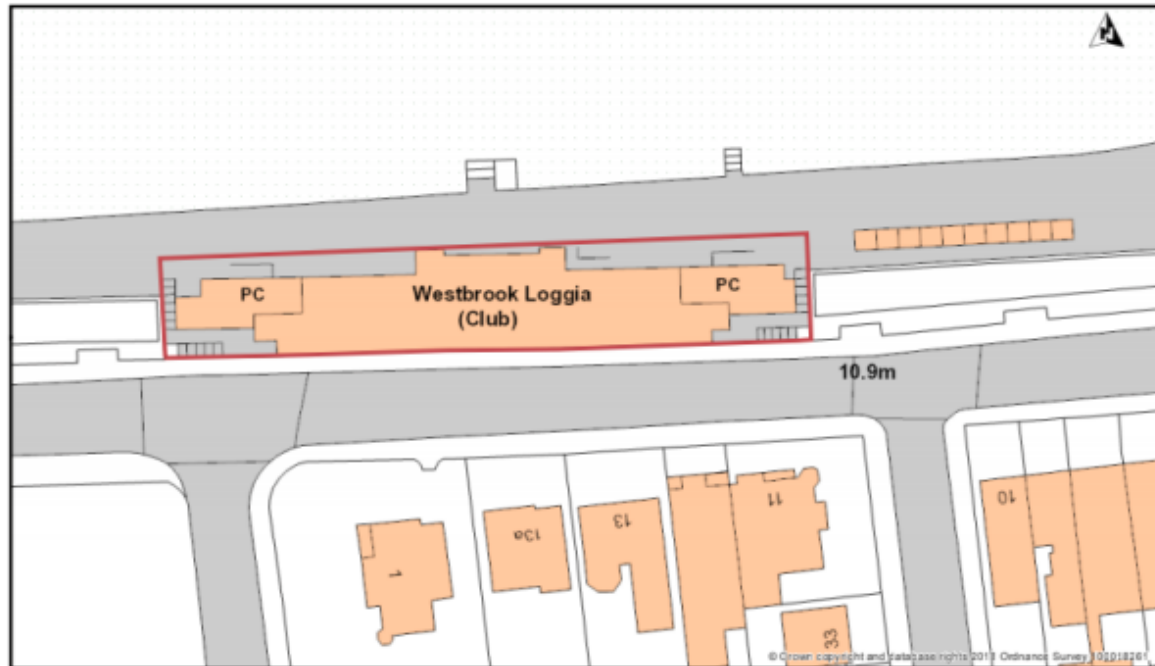 PC
Westbrook Loggia
(Club)
PC
10.9m
1
13a
13
11
10
33
© Crown copyright and database rights 2013 Ordnance Survey 100018261